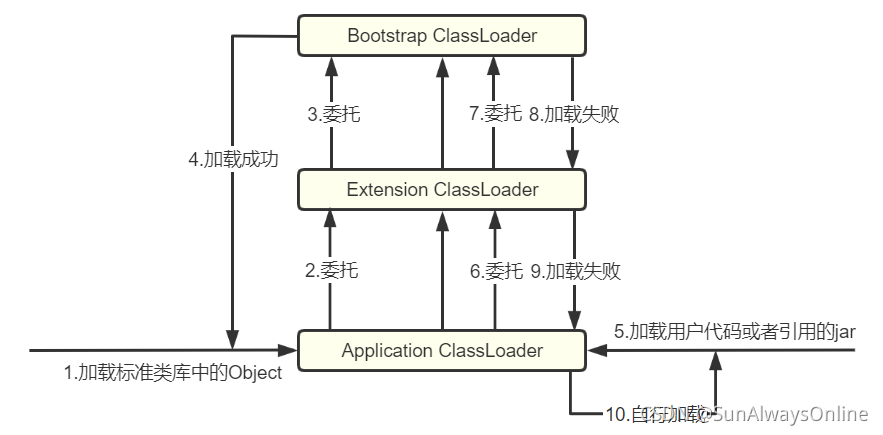 Bootstrap ClassLoader
3.委托
7.委托
8.加载失败
4.加载成功
Extension ClassLoader
2.委托
6.委托
9.加载失败
5.加载用户代码或者引用的jar
Application ClassLoader
1.加载标准类库中的Object
10.自行加载
CSDN @SunAlwaysOnline